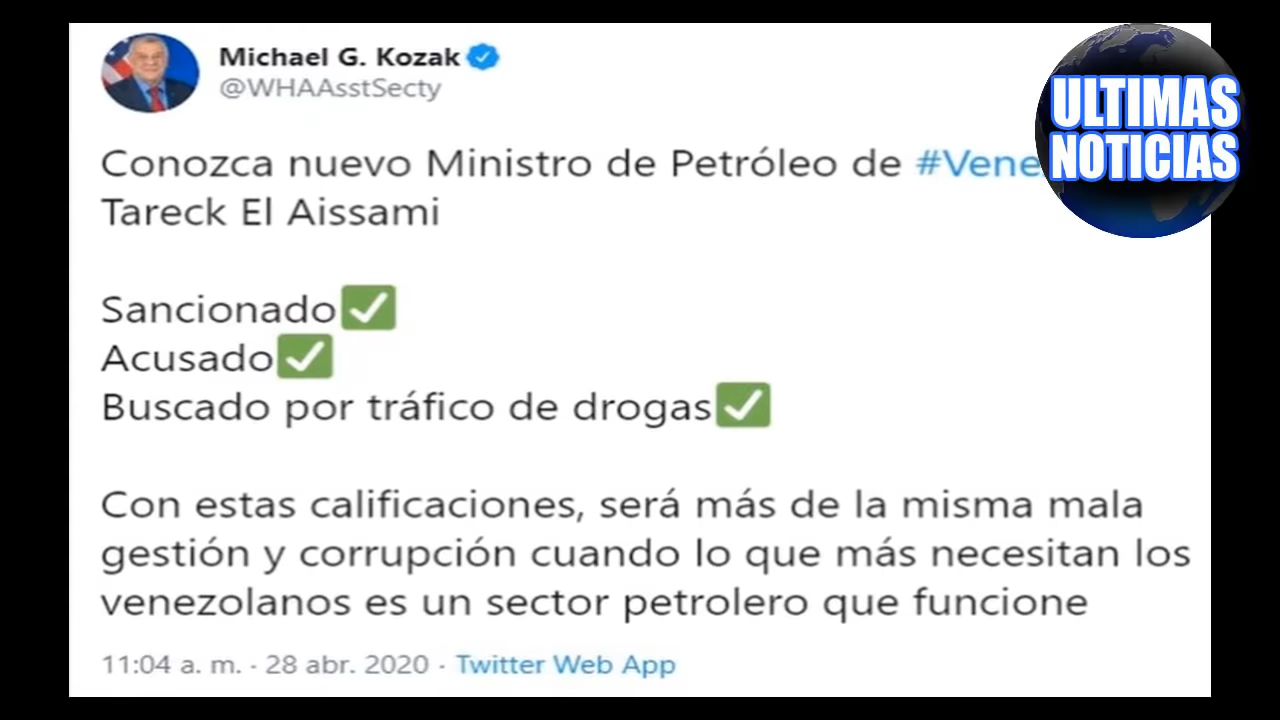 Michael G. Kozak
@WHAAsstSecty
ULTIMAS
NOTICIAS
Conozca nuevo Ministro de Petróleo de
Tareck El Aissami
Sancionado✅
Acusado✅
Buscado por tráfico de drogas✅
Con estas calificaciones, será más de la misma mala
gestión y corrupción cuando lo que más necesitan los
venezolanos es un sector petrolero que funcione
11:04 a. m. · 28 abr. 2020 · Twitter Web App